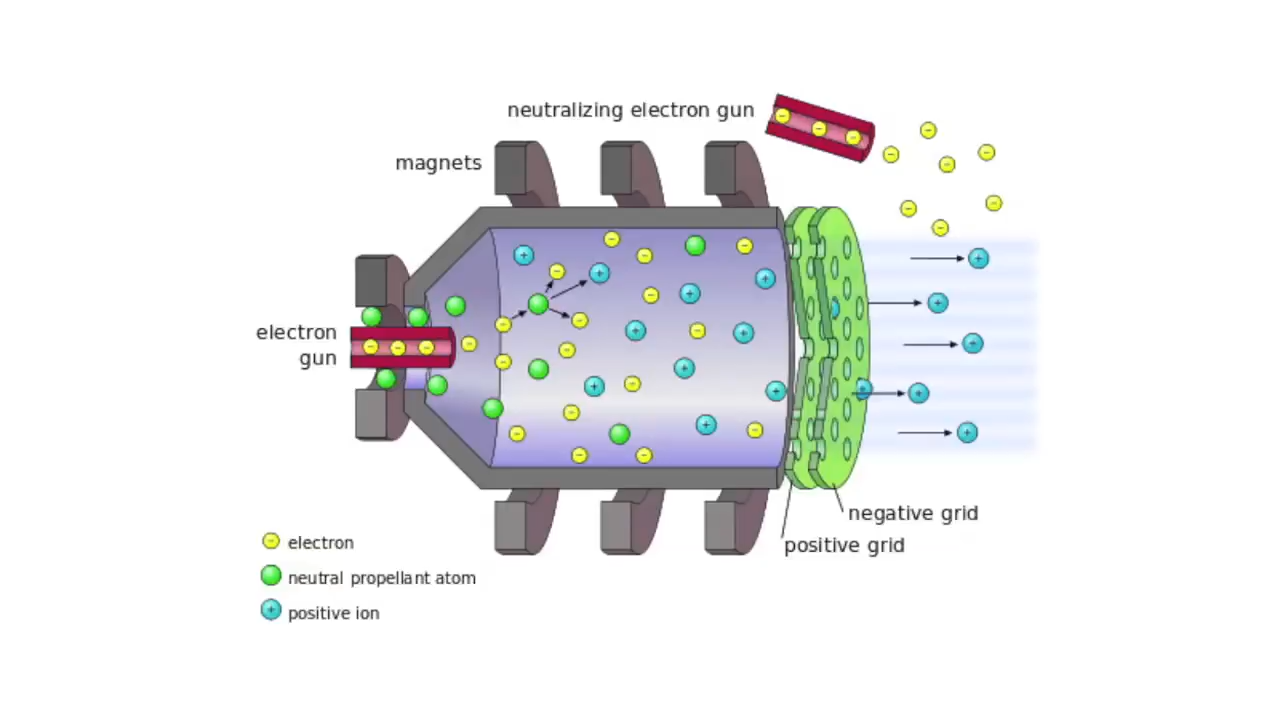 neutralizing electron gun
magnets
electron
gun
negative grid
positive grid
electron
neutral propellant atom
positive ion